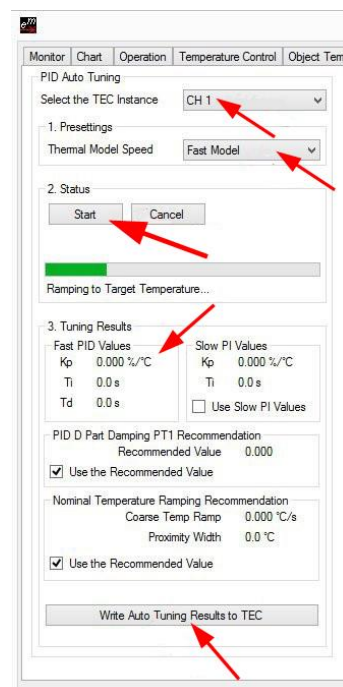 em
Monitor Chart Operation Temperature Control Object Tem
PID Auto Tuning
Select the TEC Instance CH 1
1. Presettings
Thermal Model Speed Fast Model
2. Status
Start Cancel
Ramping to Target Temperature...
3. Tuning Results
Fast PID Values Slow PI Values
Kp 0.000 %/°C Kp 0.000 %/°C
Ti 0.0 s Ti 0.0 s
Td 0.0 s Use Slow PI Values
PID D Part Damping PT1 Recommendation
Recommended Value 0.000
Use the Recommended Value
Nominal Temperature Ramping Recommendation
Coarse Temp Ramp 0.000 °C/s
Proximity Width 0.0 °C
Use the Recommended Value
Write Auto Tuning Results to TEC